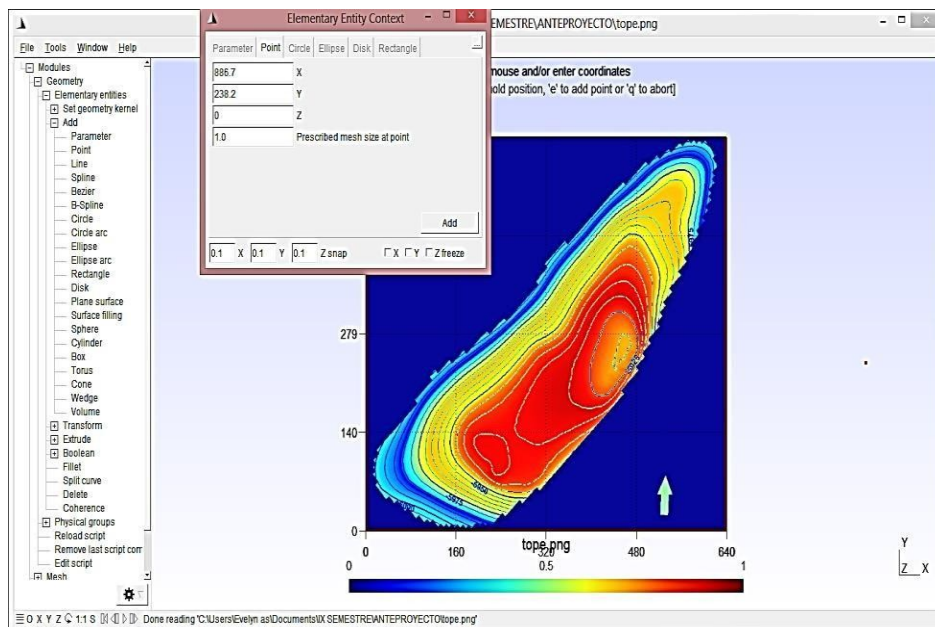 Elementary Entity Context
SEMESTRE\ANTEPROYECTO\tope.png
File Tools Window Help
Modules
Geometry
Elementary entities
Set geometry kernel
Add
Parameter
Point
Line
Spline
Bezier
B-Spline
Circle
Circle arc
Ellipse
Ellipse arc
Rectangle
Disk
Plane surface
Surface filling
Sphere
Cylinder
Box
Torus
Cone
Wedge
Volume
Transform
Extrude
Boolean
Fillet
Split curve
Delete
Coherence
Physical groups
Reload script
Remove last script com
Edit script
Mesh
Parameter Point Circle Ellipse Disk Rectangle ...
886.7 X
238.2 Y
0 Z
1.0 Prescribed mesh size at point
Add
0.1 X 0.1 Y 0.1 Z snap X Y Z freeze
mouse and/or enter coordinates
hold position, 'e' to add point or 'q' to abort]
279
140
0
0 160 320 480 640
tope.png
0 0.5 1
-5950
-5975
Y
Z X
O X Y Z 1:1 S Done reading 'C:\Users\Evelyn as\Documents\IX SEMESTRE\ANTEPROYECTO\tope.png'